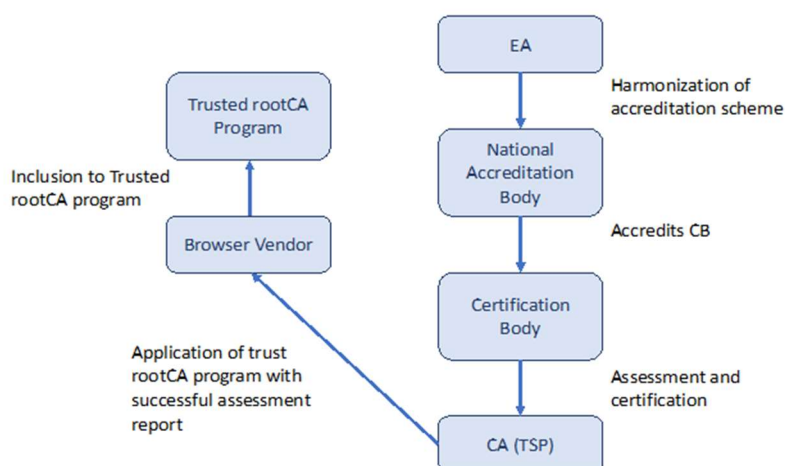 EA
Harmonization of
accreditation scheme
Trusted rootCA
Program
National
Accreditation
Body
Inclusion to Trusted
rootCA program
Accredits CB
Browser Vendor
Certification
Body
Application of trust
rootCA program with
successful assessment
report
Assessment and
certification
CA (TSP)